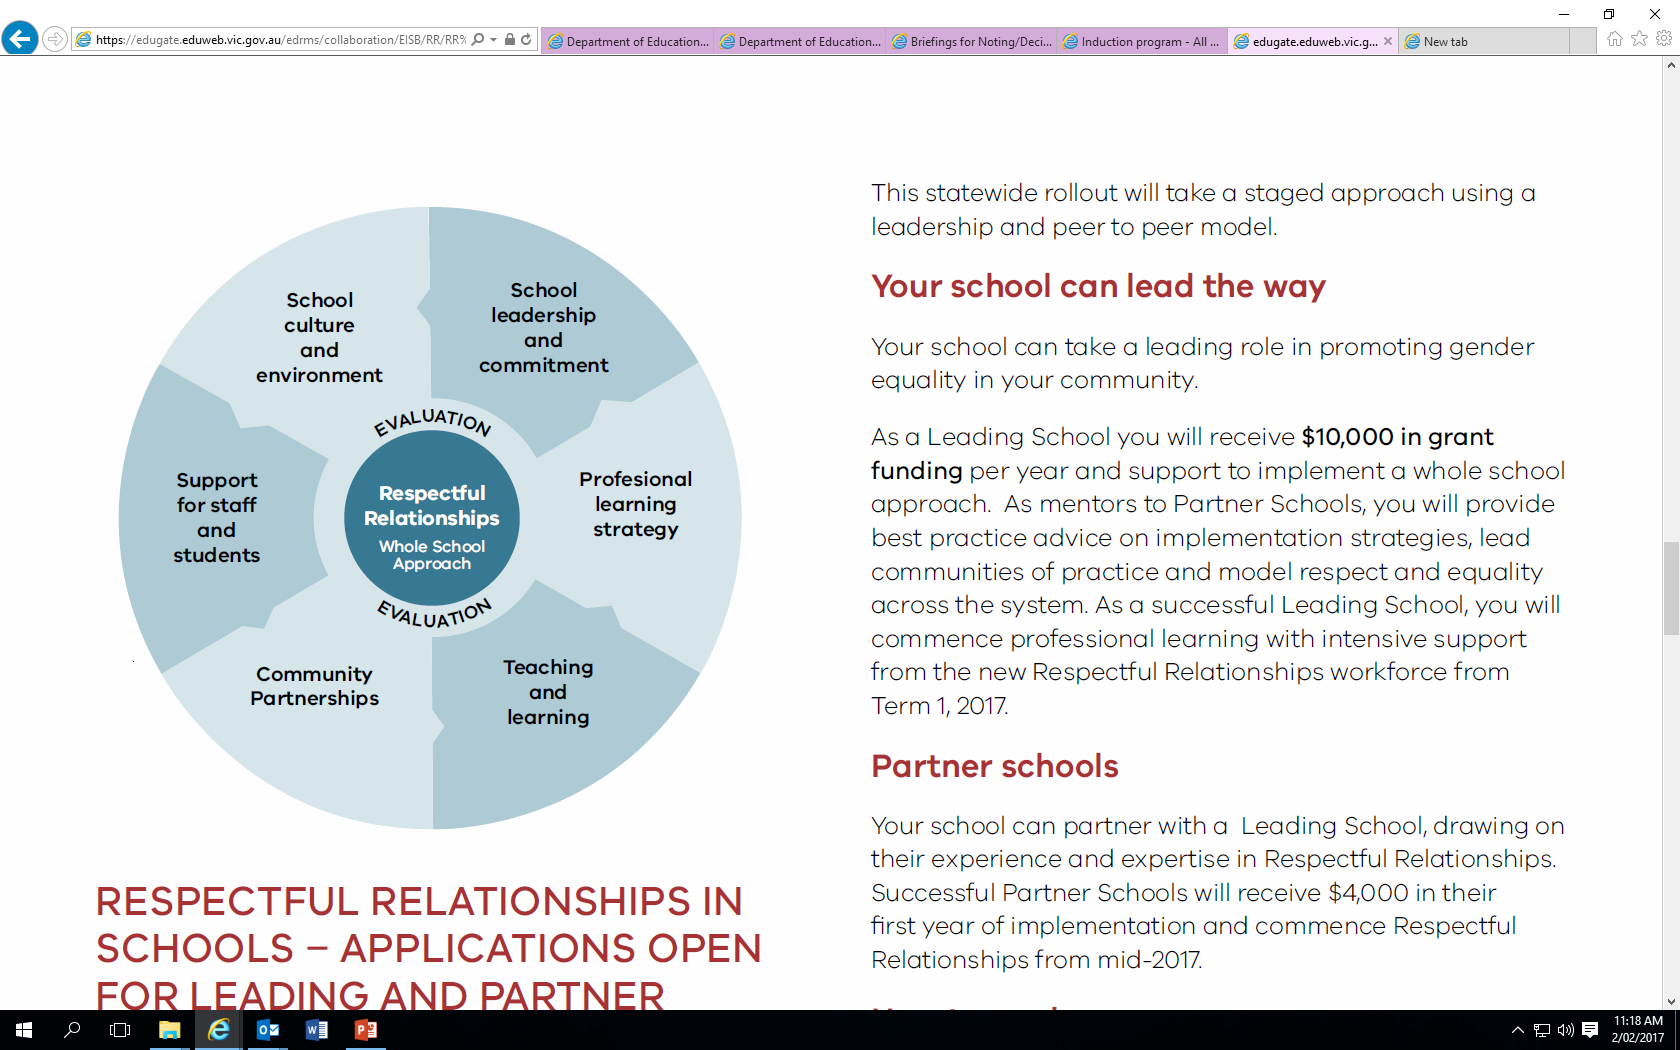 https://edugate.eduweb.vic.gov.au/edrms/collaboration/EISB/RR/RR%
Department of Education...
Department of Education...
Briefings for Noting/Deci...
Induction program - All ...
edugate.eduweb.vic.g...
New tab
School
culture
and
environment
School
leadership
and
commitment
Profesional
learning
strategy
Teaching
and
learning
Community
Partnerships
Support
for staff
and
students
EVALUATION
Respectful
Relationships
Whole School
Approach
EVALUATION
RESPECTFUL RELATIONSHIPS IN
SCHOOLS – APPLICATIONS OPEN
FOR LEADING AND PARTNER
This statewide rollout will take a staged approach using a
leadership and peer to peer model.
Your school can lead the way
Your school can take a leading role in promoting gender
equality in your community.
As a Leading School you will receive $10,000 in grant
funding per year and support to implement a whole school
approach.  As mentors to Partner Schools, you will provide
best practice advice on implementation strategies, lead
communities of practice and model respect and equality
across the system. As a successful Leading School, you will
commence professional learning with intensive support
from the new Respectful Relationships workforce from
Term 1, 2017.
Partner schools
Your school can partner with a  Leading School, drawing on
their experience and expertise in Respectful Relationships.
Successful Partner Schools will receive $4,000 in their
first year of implementation and commence Respectful
Relationships from mid-2017.
11:18 AM
2/02/2017